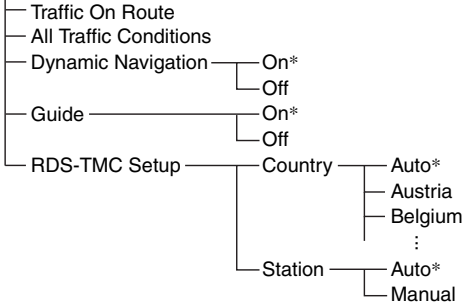 Traffic On Route
All Traffic Conditions
Dynamic Navigation On*
Off
Guide On*
Off
RDS-TMC Setup Country Auto*
Austria
Belgium
⋮
Station Auto*
Manual